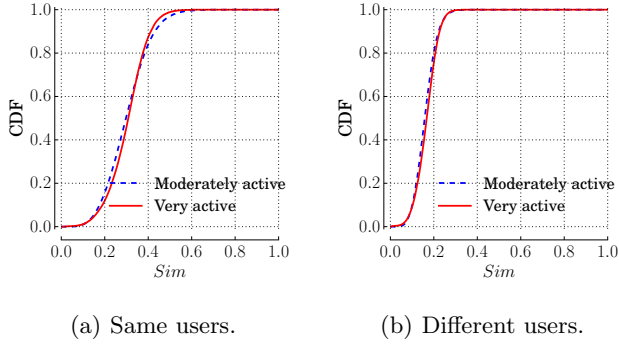 CDF
1.0
0.8
0.6
0.4
0.2
0.0
Moderately active
Very active
0.0 0.2 0.4 0.6 0.8 1.0
Sim
(a) Same users.
CDF
1.0
0.8
0.6
0.4
0.2
0.0
Moderately active
Very active
0.0 0.2 0.4 0.6 0.8 1.0
Sim
(b) Different users.